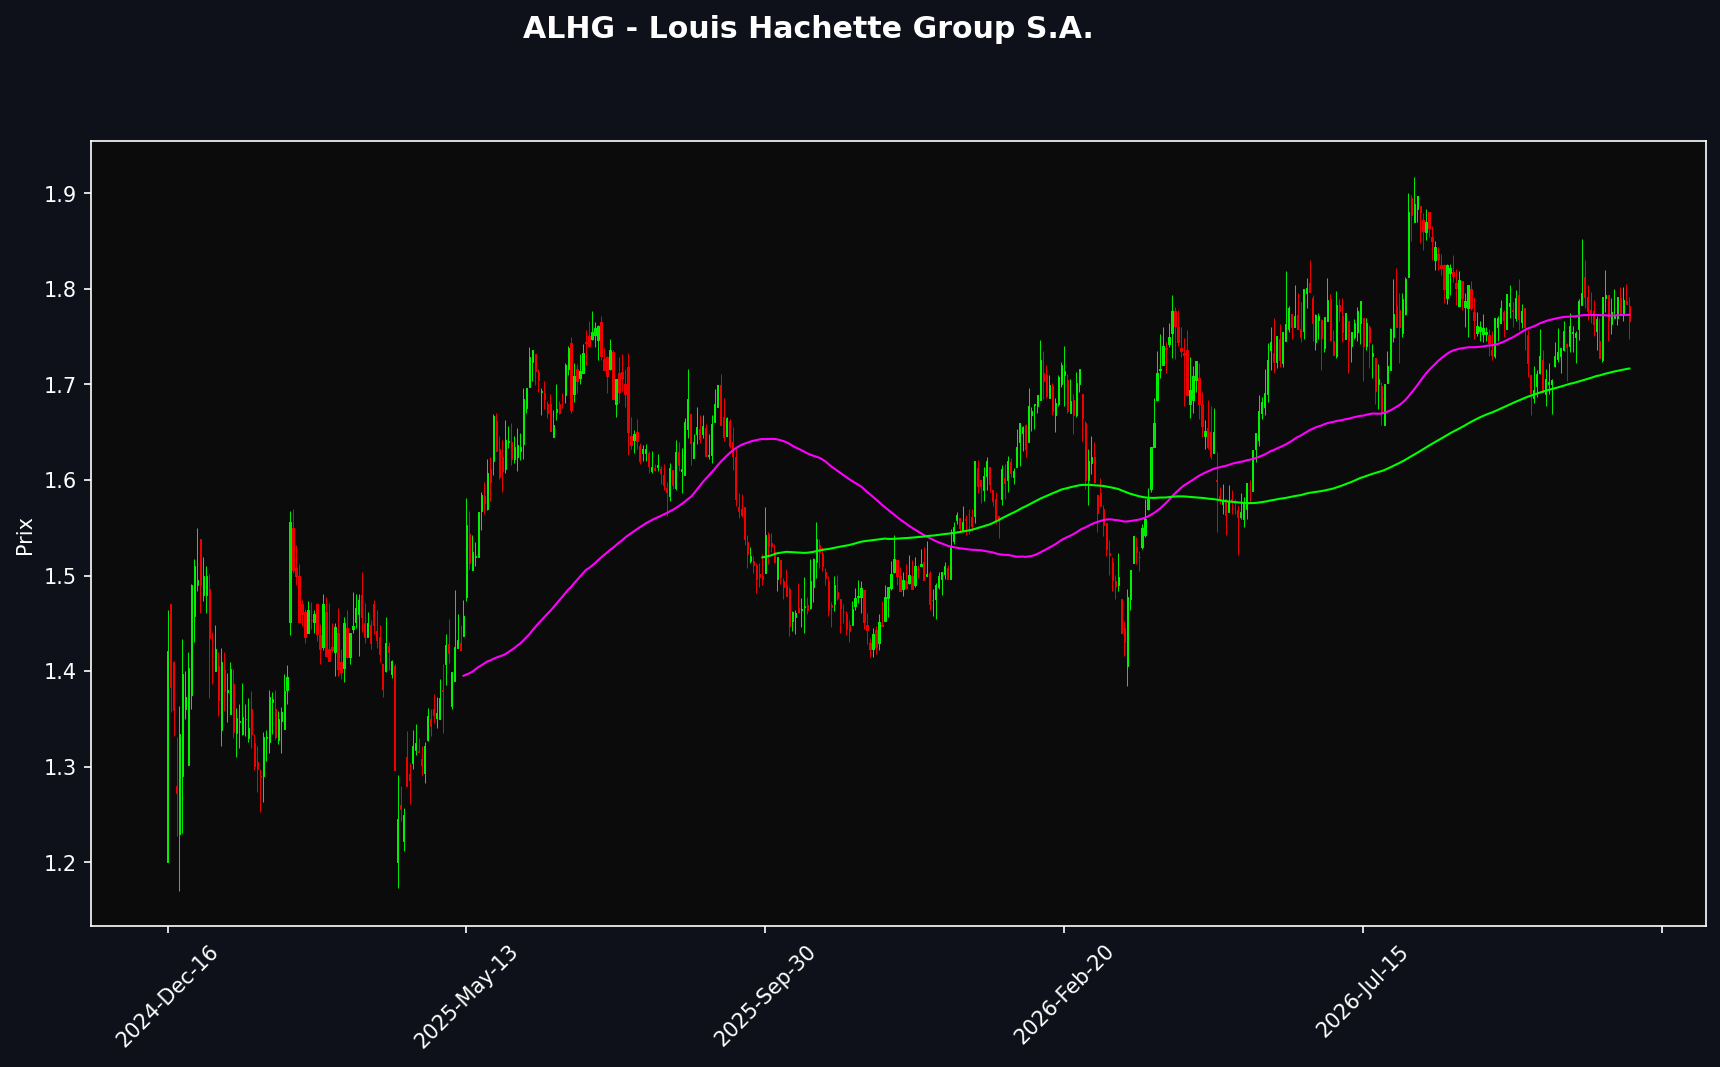 ALHG - Louis Hachette Group S.A.
Prix
1.9
1.8
1.7
1.6
1.5
1.4
1.3
1.2
2024-Dec-16
2025-May-13
2025-Sep-30
2026-Feb-20
2026-Jul-15